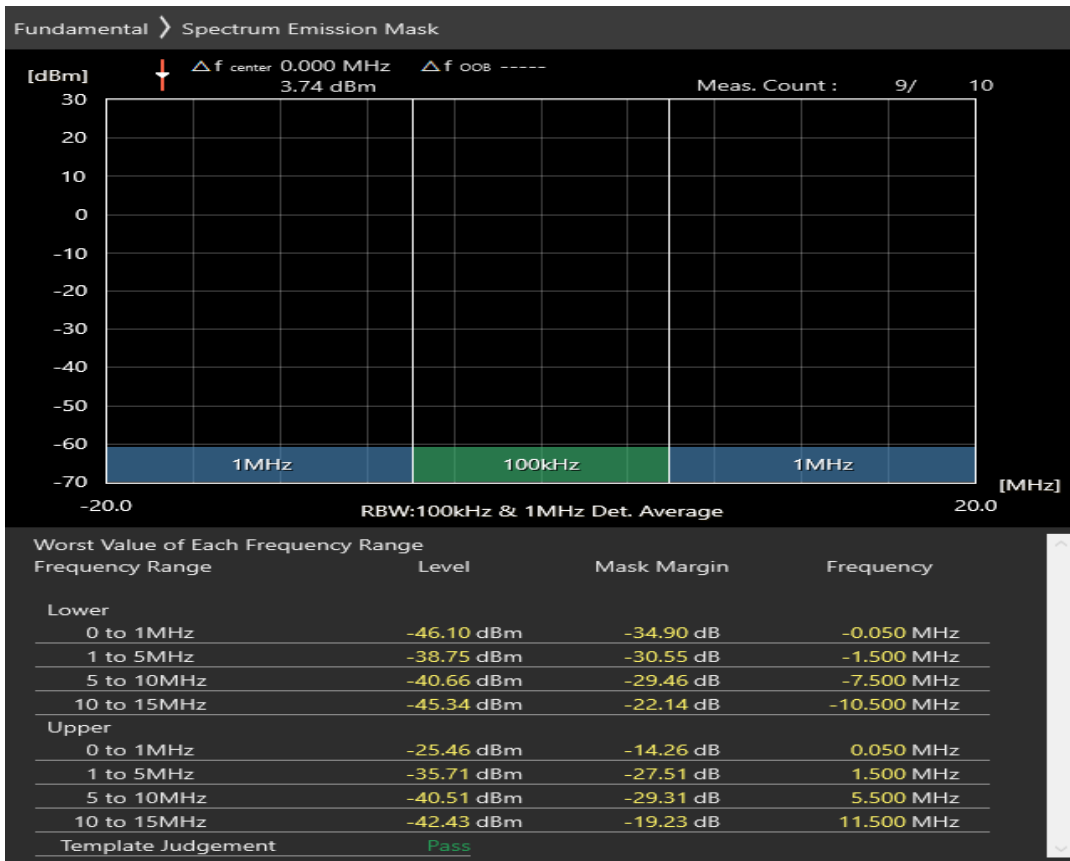 Fundamental ❯ Spectrum Emission Mask
[dBm] Δf center 0.000 MHz Δf OOB -----
3.74 dBm Meas. Count : 9/ 10
30
20
10
0
-10
-20
-30
-40
-50
-60
1MHz 100kHz 1MHz
-70
[MHz]
-20.0 RBW:100kHz & 1MHz Det. Average 20.0
Worst Value of Each Frequency Range
Frequency Range Level Mask Margin Frequency
Lower
0 to 1MHz -46.10 dBm -34.90 dB -0.050 MHz
1 to 5MHz -38.75 dBm -30.55 dB -1.500 MHz
5 to 10MHz -40.66 dBm -29.46 dB -7.500 MHz
10 to 15MHz -45.34 dBm -22.14 dB -10.500 MHz
Upper
0 to 1MHz -25.46 dBm -14.26 dB 0.050 MHz
1 to 5MHz -35.71 dBm -27.51 dB 1.500 MHz
5 to 10MHz -40.51 dBm -29.31 dB 5.500 MHz
10 to 15MHz -42.43 dBm -19.23 dB 11.500 MHz
Template Judgement Pass